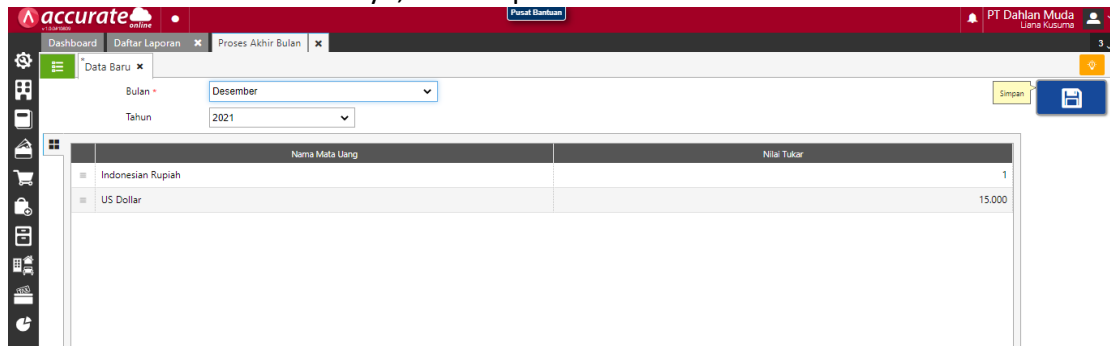 accurate
online
Pusat Bantuan
PT Dahlan Muda
Liana Kusuma
Dashboard Daftar Laporan Proses Akhir Bulan 3
*Data Baru
Bulan * Desember
Simpan
Tahun 2021
Nama Mata Uang Nilai Tukar
Indonesian Rupiah 1
US Dollar 15.000